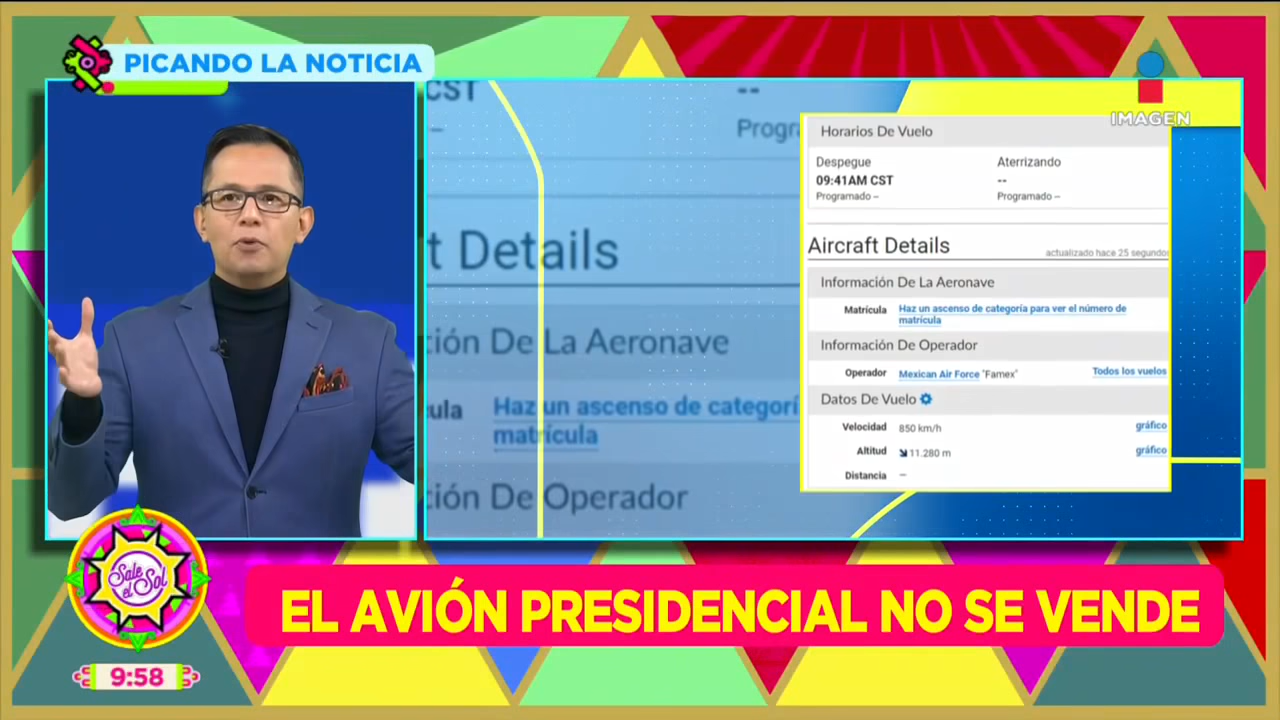 PICANDO LA NOTICIA
IMAGEN
CST
--
–
Progra
t Details
ción De La Aeronave
ula
Haz un ascenso de categorí
matrícula
ción De Operador
Horarios De Vuelo
Despegue
Aterrizando
09:41AM CST
--
Programado –
Programado –
Aircraft Details
actualizado hace 25 segundos
Información De La Aeronave
Matrícula
Haz un ascenso de categoría para ver el número de
matrícula
Información De Operador
Operador
Mexican Air Force "Famex"
Todos los vuelos
Datos De Vuelo
Velocidad
850 km/h
gráfico
Altitud
11.280 m
gráfico
Distancia
–
Sale
el Sol
EL AVIÓN PRESIDENCIAL NO SE VENDE
9:58